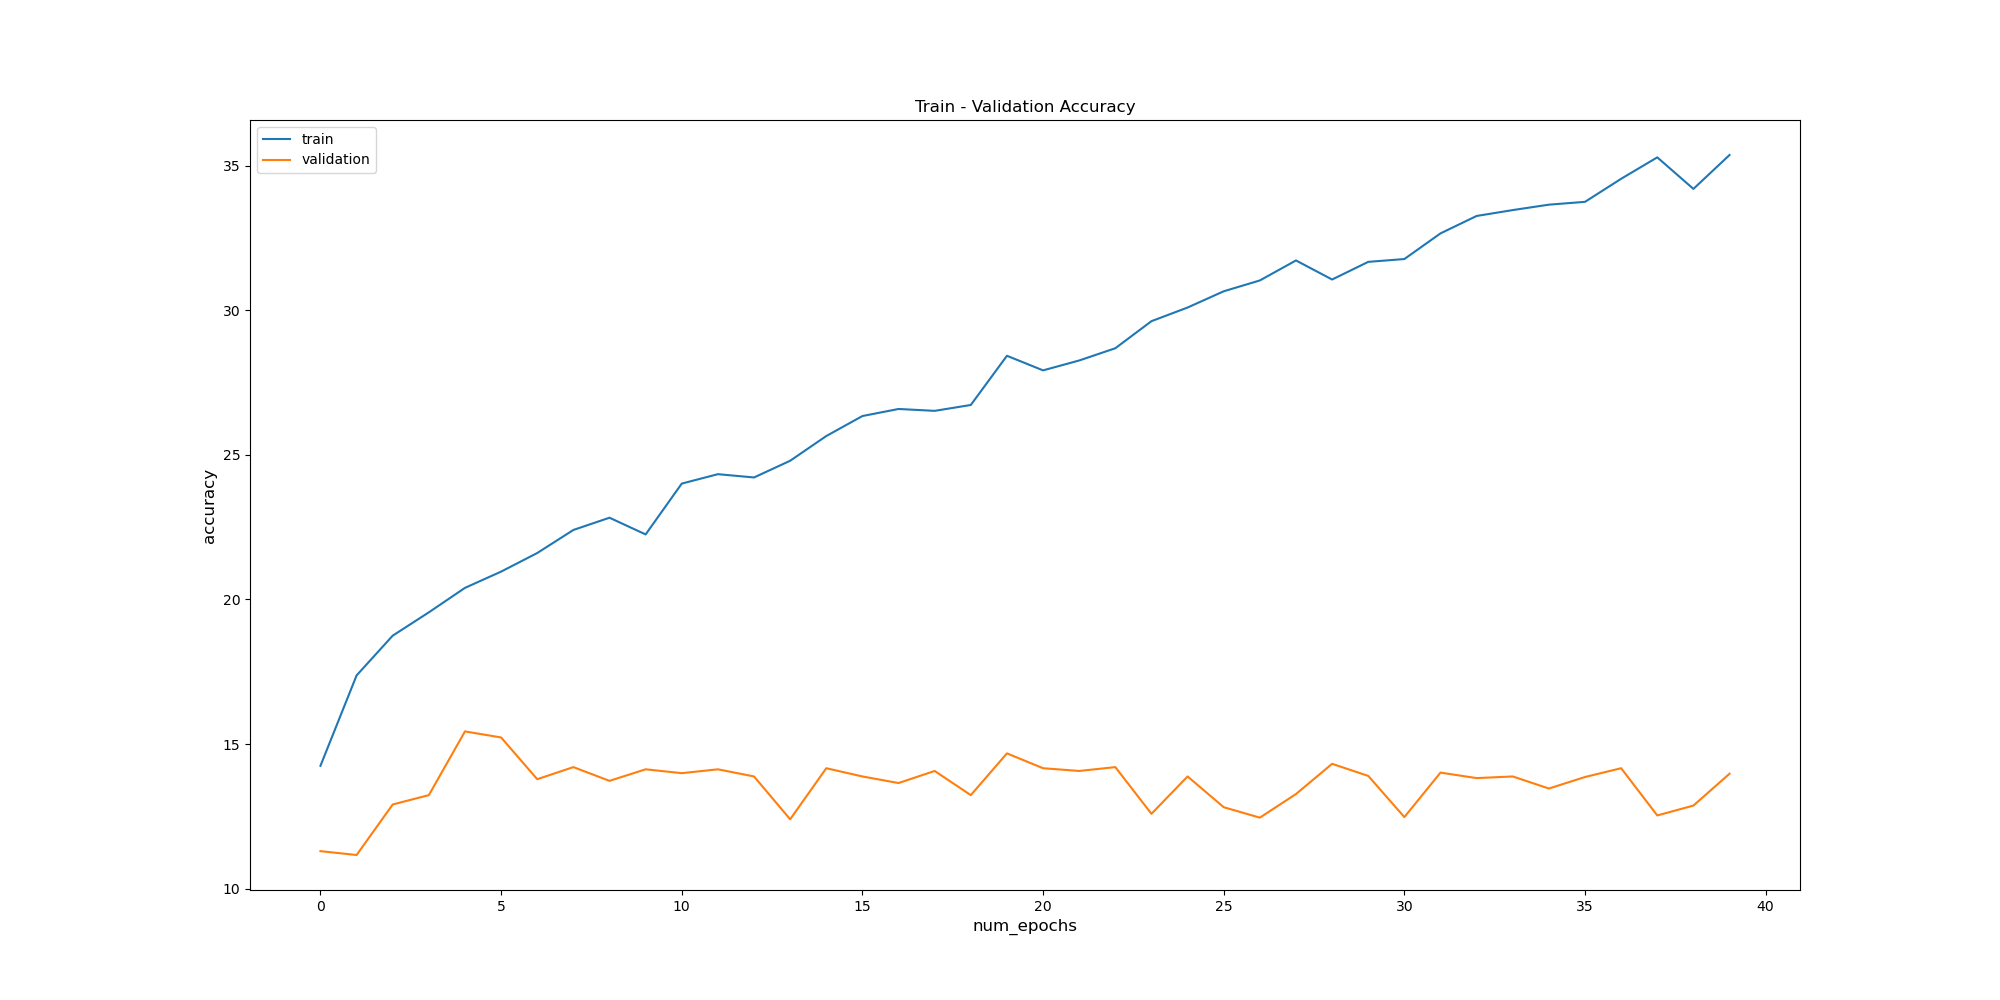 Train - Validation Accuracy
train
validation
35
30
25
20
15
10
accuracy
0 5 10 15 20 25 30 35 40
num_epochs